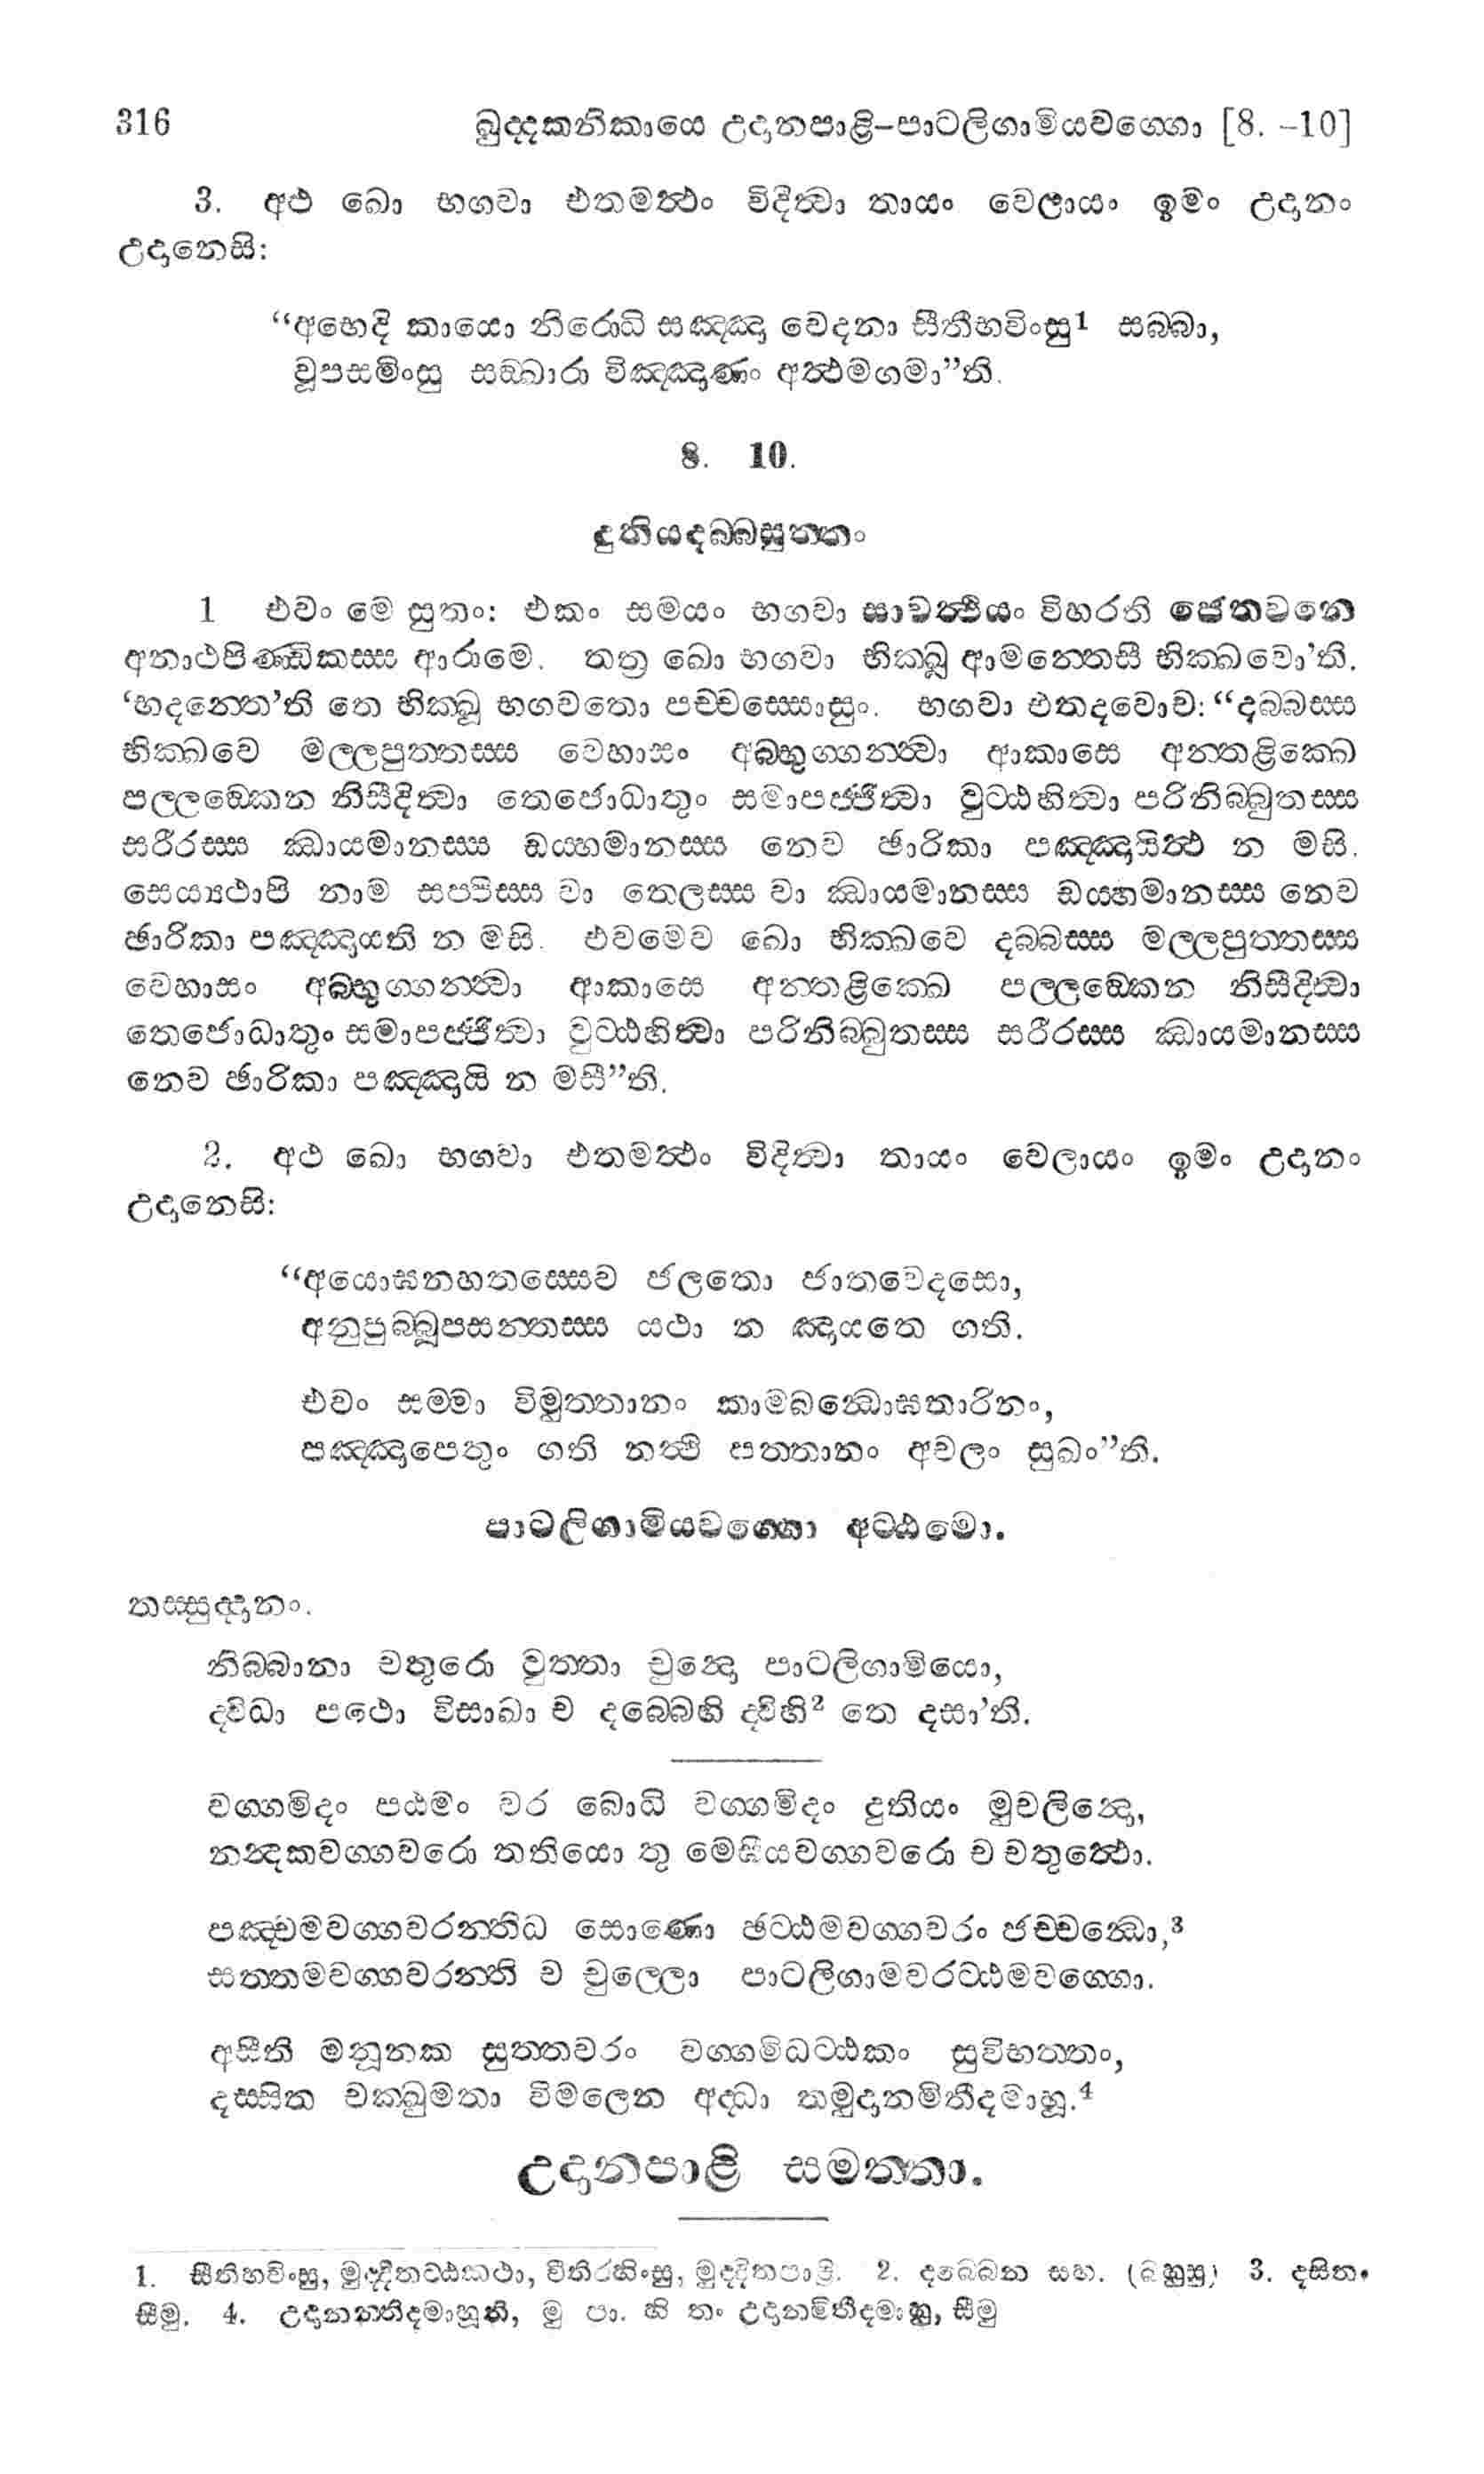 316 ඛුද්දකනිකායෙ උදානපාළි–පාටලිගාමියවග්ගො [8. –10]
3. අථ ඛො භගවා එතමත්ථං විදිත්වා තායං වෙලායං ඉමං උදානං
උදානෙසි:
“අභෙදි කායො නිරොධි සඤ්ඤා වෙදනා සීතීභවිංසු¹ සබ්බා,
වූපසමිංසු සඞ්ඛාරා විඤ්ඤාණං අත්ථමගමා”ති.
8. 10.
දුතියදබ්බසුත්තං
1 එවං මෙ සුතං: එකං සමයං භගවා සාවත්ථියං විහරති ජෙතවනෙ
අනාථපිණ්ඩිකස්ස ආරාමෙ. තත්‍ර ඛො භගවා භික්ඛූ ආමන්තෙසි භික්ඛවො’ති.
‘භදන්තෙ’ති තෙ භික්ඛූ භගවතො පච්චස්සොසුං. භගවා එතදවොච: “දබ්බස්ස
භික්ඛවෙ මල්ලපුත්තස්ස වෙහාසං අබ්භුග්ගන්ත්වා ආකාසෙ අන්තළික්ඛෙ
පල්ලඞ්කෙන නිසීදිත්වා තෙජොධාතුං සමාපජ්ජිත්වා වුට්ඨහිත්වා පරිනිබ්බුතස්ස
සරීරස්ස ඣායමානස්ස ඩය්හමානස්ස නෙව ඡාරිකා පඤ්ඤායිත්ථ න මසි.
සෙය්‍යථාපි නාම සප්පිස්ස වා තෙලස්ස වා ඣායමානස්ස ඩය්හමානස්ස නෙව
ඡාරිකා පඤ්ඤායති න මසි. එවමෙව ඛො භික්ඛවෙ දබ්බස්ස මල්ලපුත්තස්ස
වෙහාසං අබ්භුග්ගන්ත්වා ආකාසෙ අන්තළික්ඛෙ පල්ලඞ්කෙන නිසීදිත්වා
තෙජොධාතුං සමාපජ්ජිත්වා වුට්ඨහිත්වා පරිනිබ්බුතස්ස සරීරස්ස ඣායමානස්ස
නෙව ඡාරිකා පඤ්ඤායි න මසී”ති.
2. අථ ඛො භගවා එතමත්ථං විදිත්වා තායං වෙලායං ඉමං උදානං
උදානෙසි:
“අයොඝනහතස්සෙව ජලතො ජාතවෙදසො,
අනුපුබ්බූපසන්තස්ස යථා න ඤායතෙ ගති.
එවං සම්මා විමුත්තානං කාමබන්ධොඝතාරිනං,
පඤ්ඤාපෙතුං ගති නත්ථි පත්තානං අචලං සුඛං”ති.
පාටලිගාමියවග්ගො අට්ඨමො.
තස්සුද්දානං.
නිබ්බානා චතුරො වුත්තා චුන්දො පාටලිගාමියො,
ද්විධා පථො විසාඛා ච දබ්බෙහි ද්විහි² තෙ දසා’ති.
වග්ගමිදං පඨමං වර බොධි වග්ගමිදං දුතියං මුචලින්දො,
නන්දකවග්ගවරො තතියො තු මෙඝියවග්ගවරො ච චතුත්ථො.
පඤ්චමවග්ගවරන්තිධ සොණො ඡට්ඨමවග්ගවරං ජච්චන්ධො,³
සත්තමවග්ගවරන්ති ච චුල්ලො පාටලිගාමවරට්ඨමවග්ගො.
අසීති මනූනක සුත්තවරං වග්ගමිධට්ඨකං සුවිභත්තං,
දස්සිත චක්ඛුමතා විමලෙන අද්ධා තමුදානමිතීදමාහූ.⁴
උදානපාළි සමත්තා.
1. සීතිභවිංසු, මුද්දිතට්ඨකථා, වීතිරහිංසු, මුද්දිතපාලි. 2. දබ්බෙන සහ. (බහුසු) 3. දසිත.
සීමු. 4. උදානන්තිදමාහූති, මු පා. හි තං උදානමිතීදමාහු, සීමු